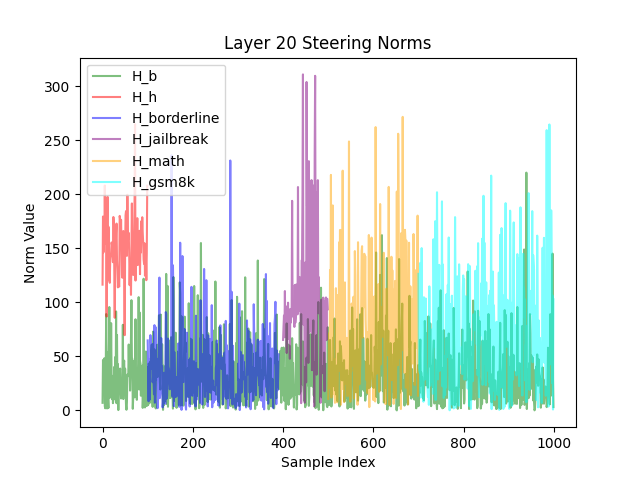 Layer 20 Steering Norms
Norm Value
300
250
200
150
100
50
0
H_b
H_h
H_borderline
H_jailbreak
H_math
H_gsm8k
0 200 400 600 800 1000
Sample Index